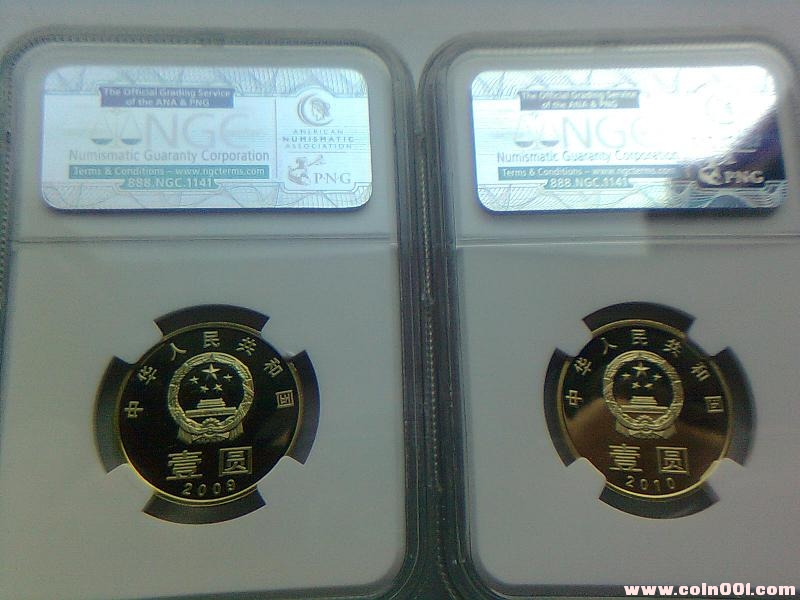 The Official Grading Service
of the ANA & PNG
NGC
Numismatic Guaranty Corporation
Terms & Conditions – www.ngcterms.com
888.NGC.1141
AMERICAN
NUMISMATIC
ASSOCIATION
PNG
The Official Grading Service
of the ANA & PNG
NGC
Numismatic Guaranty Corporation
Terms & Conditions – www.ngcterms.com
888.NGC.1141
PNG
中华人民共和国
壹圆
2009
中华人民共和国
壹圆
2010
www.coin001.com